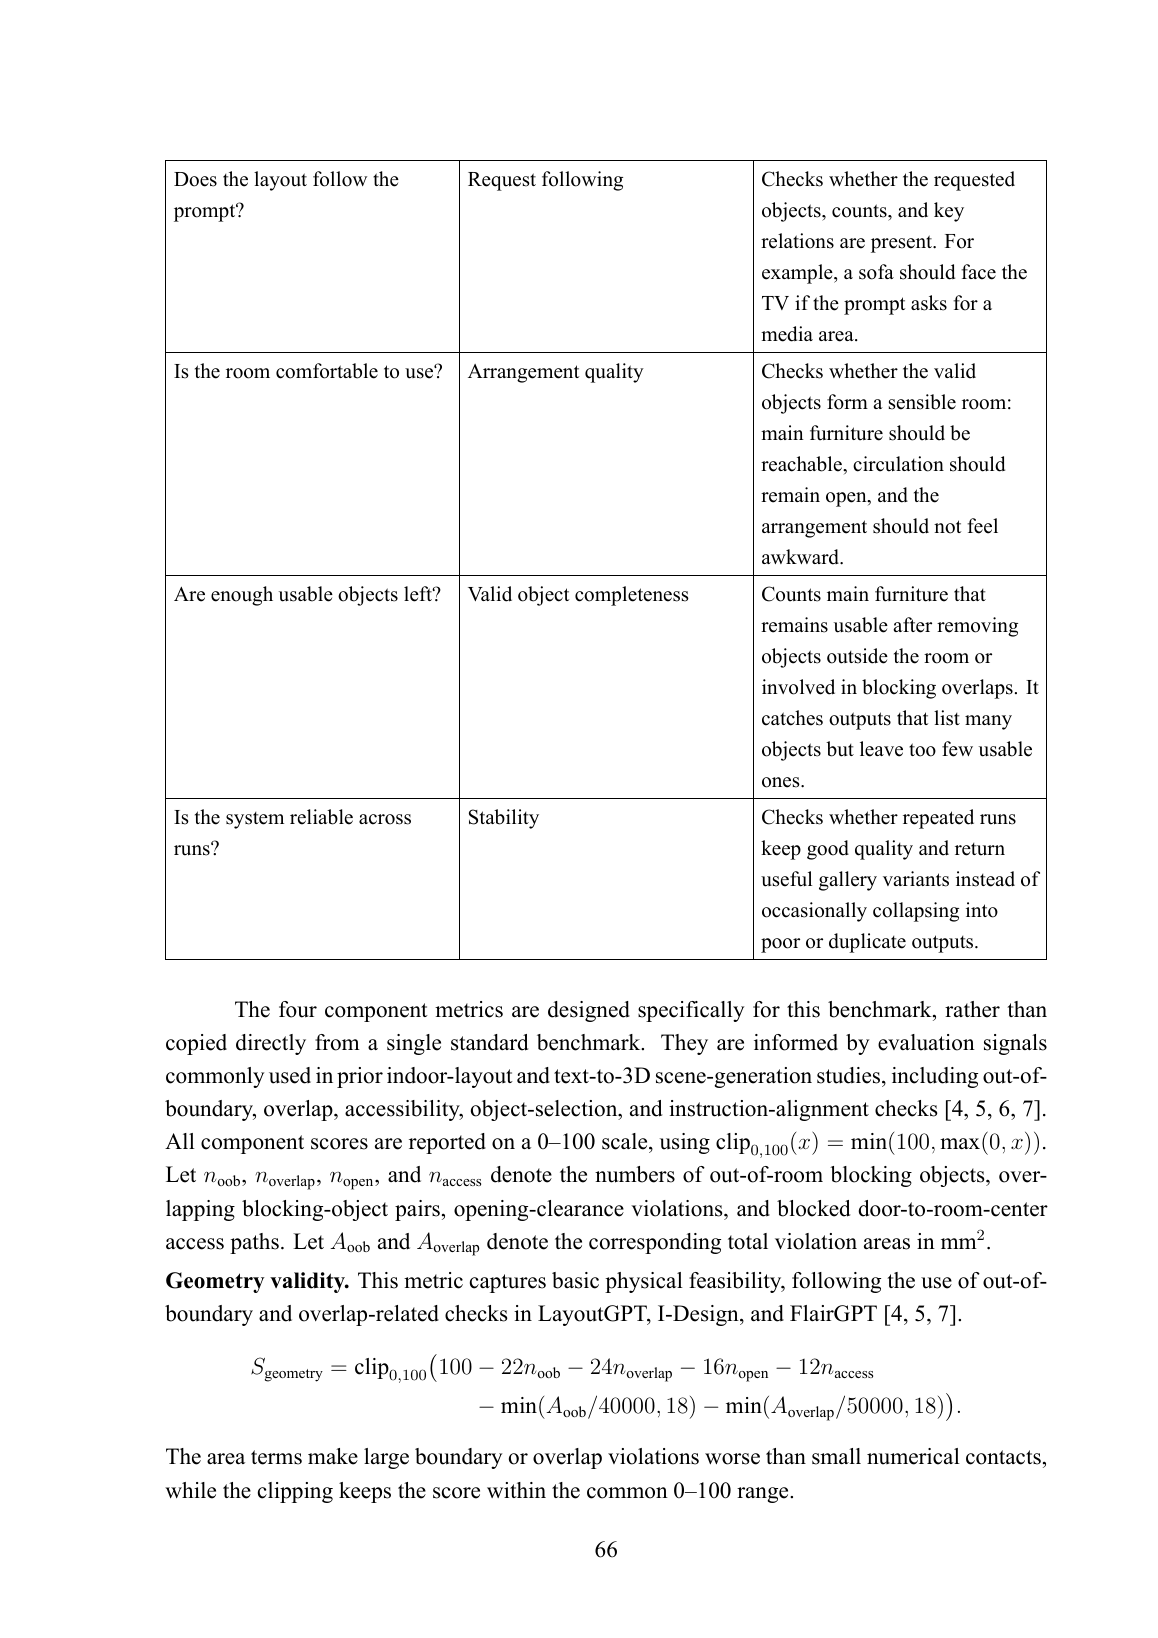 Does the layout follow the
prompt?
Request following
Checks whether the requested
objects, counts, and key
relations are present. For
example, a sofa should face the
TV if the prompt asks for a
media area.
Is the room comfortable to use?
Arrangement quality
Checks whether the valid
objects form a sensible room:
main furniture should be
reachable, circulation should
remain open, and the
arrangement should not feel
awkward.
Are enough usable objects left?
Valid object completeness
Counts main furniture that
remains usable after removing
objects outside the room or
involved in blocking overlaps. It
catches outputs that list many
objects but leave too few usable
ones.
Is the system reliable across
runs?
Stability
Checks whether repeated runs
keep good quality and return
useful gallery variants instead of
occasionally collapsing into
poor or duplicate outputs.
The four component metrics are designed specifically for this benchmark, rather than
copied directly from a single standard benchmark. They are informed by evaluation signals
commonly used in prior indoor-layout and text-to-3D scene-generation studies, including out-of-
boundary, overlap, accessibility, object-selection, and instruction-alignment checks [4, 5, 6, 7].
All component scores are reported on a 0–100 scale, using clip₀,₁₀₀(x) = min(100, max(0, x)).
Let n_oob, n_overlap, n_open, and n_access denote the numbers of out-of-room blocking objects, over-
lapping blocking-object pairs, opening-clearance violations, and blocked door-to-room-center
access paths. Let A_oob and A_overlap denote the corresponding total violation areas in mm².
Geometry validity. This metric captures basic physical feasibility, following the use of out-of-
boundary and overlap-related checks in LayoutGPT, I-Design, and FlairGPT [4, 5, 7].
S_geometry = clip₀,₁₀₀(100 − 22n_oob − 24n_overlap − 16n_open − 12n_access
− min(A_oob/40000, 18) − min(A_overlap/50000, 18)).
The area terms make large boundary or overlap violations worse than small numerical contacts,
while the clipping keeps the score within the common 0–100 range.
66